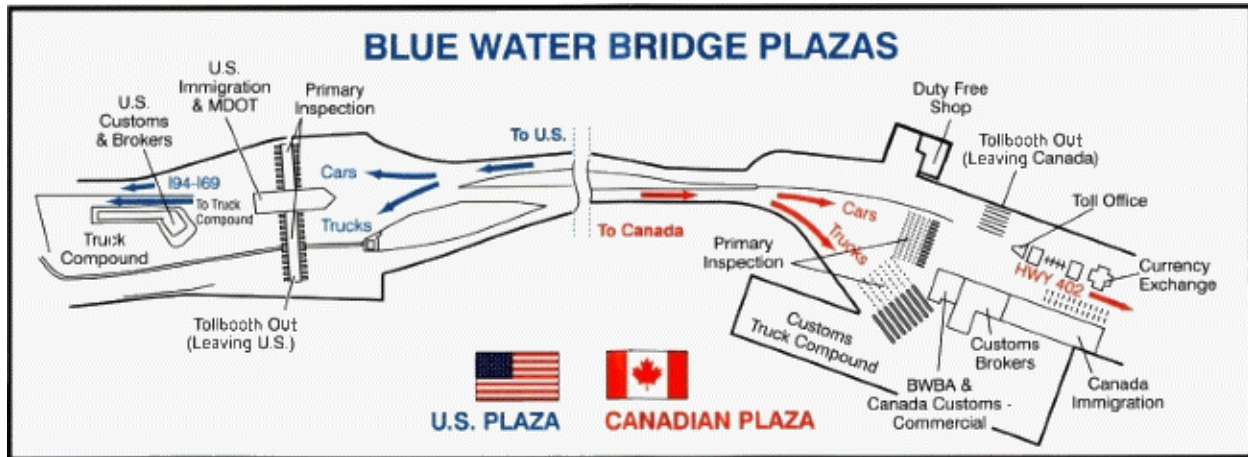 BLUE WATER BRIDGE PLAZAS
U.S.
Immigration
& MDOT
Primary
Inspection
U.S.
Customs
& Brokers
To U.S.
Duty Free
Shop
Tollbooth Out
(Leaving Canada)
Cars
I94-I69
To Truck
Compound
Trucks
Truck
Compound
Tollbooth Out
(Leaving U.S.)
To Canada
Cars
Trucks
Primary
Inspection
Toll Office
HWY 402
Currency
Exchange
Customs
Truck Compound
Customs
Brokers
BWBA &
Canada Customs -
Commercial
Canada
Immigration
U.S. PLAZA
CANADIAN PLAZA